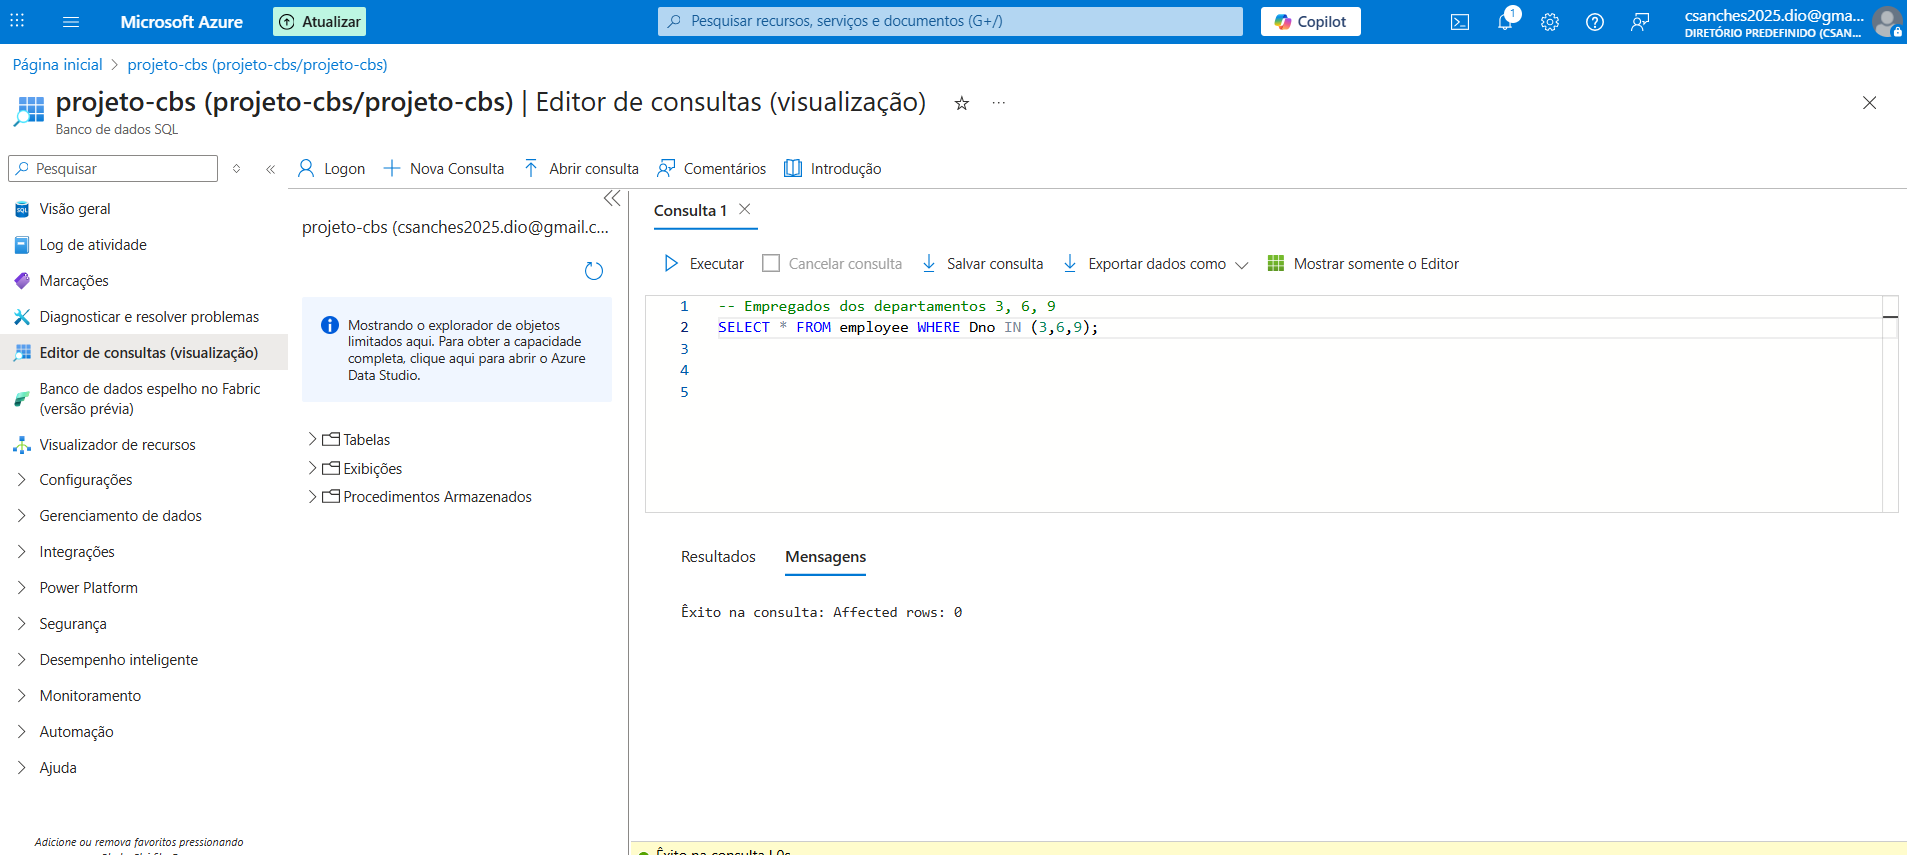 Microsoft Azure
Atualizar
Pesquisar recursos, serviços e documentos (G+/)
Copilot
1
csanches2025.dio@gma...
DIRETÓRIO PREDEFINIDO (CSAN...
Página inicial > projeto-cbs (projeto-cbs/projeto-cbs)
projeto-cbs (projeto-cbs/projeto-cbs) | Editor de consultas (visualização)
Banco de dados SQL
Pesquisar
Visão geral
Log de atividade
Marcações
Diagnosticar e resolver problemas
Editor de consultas (visualização)
Banco de dados espelho no Fabric
(versão prévia)
Visualizador de recursos
Configurações
Gerenciamento de dados
Integrações
Power Platform
Segurança
Desempenho inteligente
Monitoramento
Automação
Ajuda
Adicione ou remova favoritos pressionando
Logon
Nova Consulta
Abrir consulta
Comentários
Introdução
projeto-cbs (csanches2025.dio@gmail.c...
Mostrando o explorador de objetos
limitados aqui. Para obter a capacidade
completa, clique aqui para abrir o Azure
Data Studio.
Tabelas
Exibições
Procedimentos Armazenados
Consulta 1
Executar
Cancelar consulta
Salvar consulta
Exportar dados como
Mostrar somente o Editor
1 -- Empregados dos departamentos 3, 6, 9
2 SELECT * FROM employee WHERE Dno IN (3,6,9);
3
4
5
Resultados
Mensagens
Êxito na consulta: Affected rows: 0
Êxito na consulta | 0s